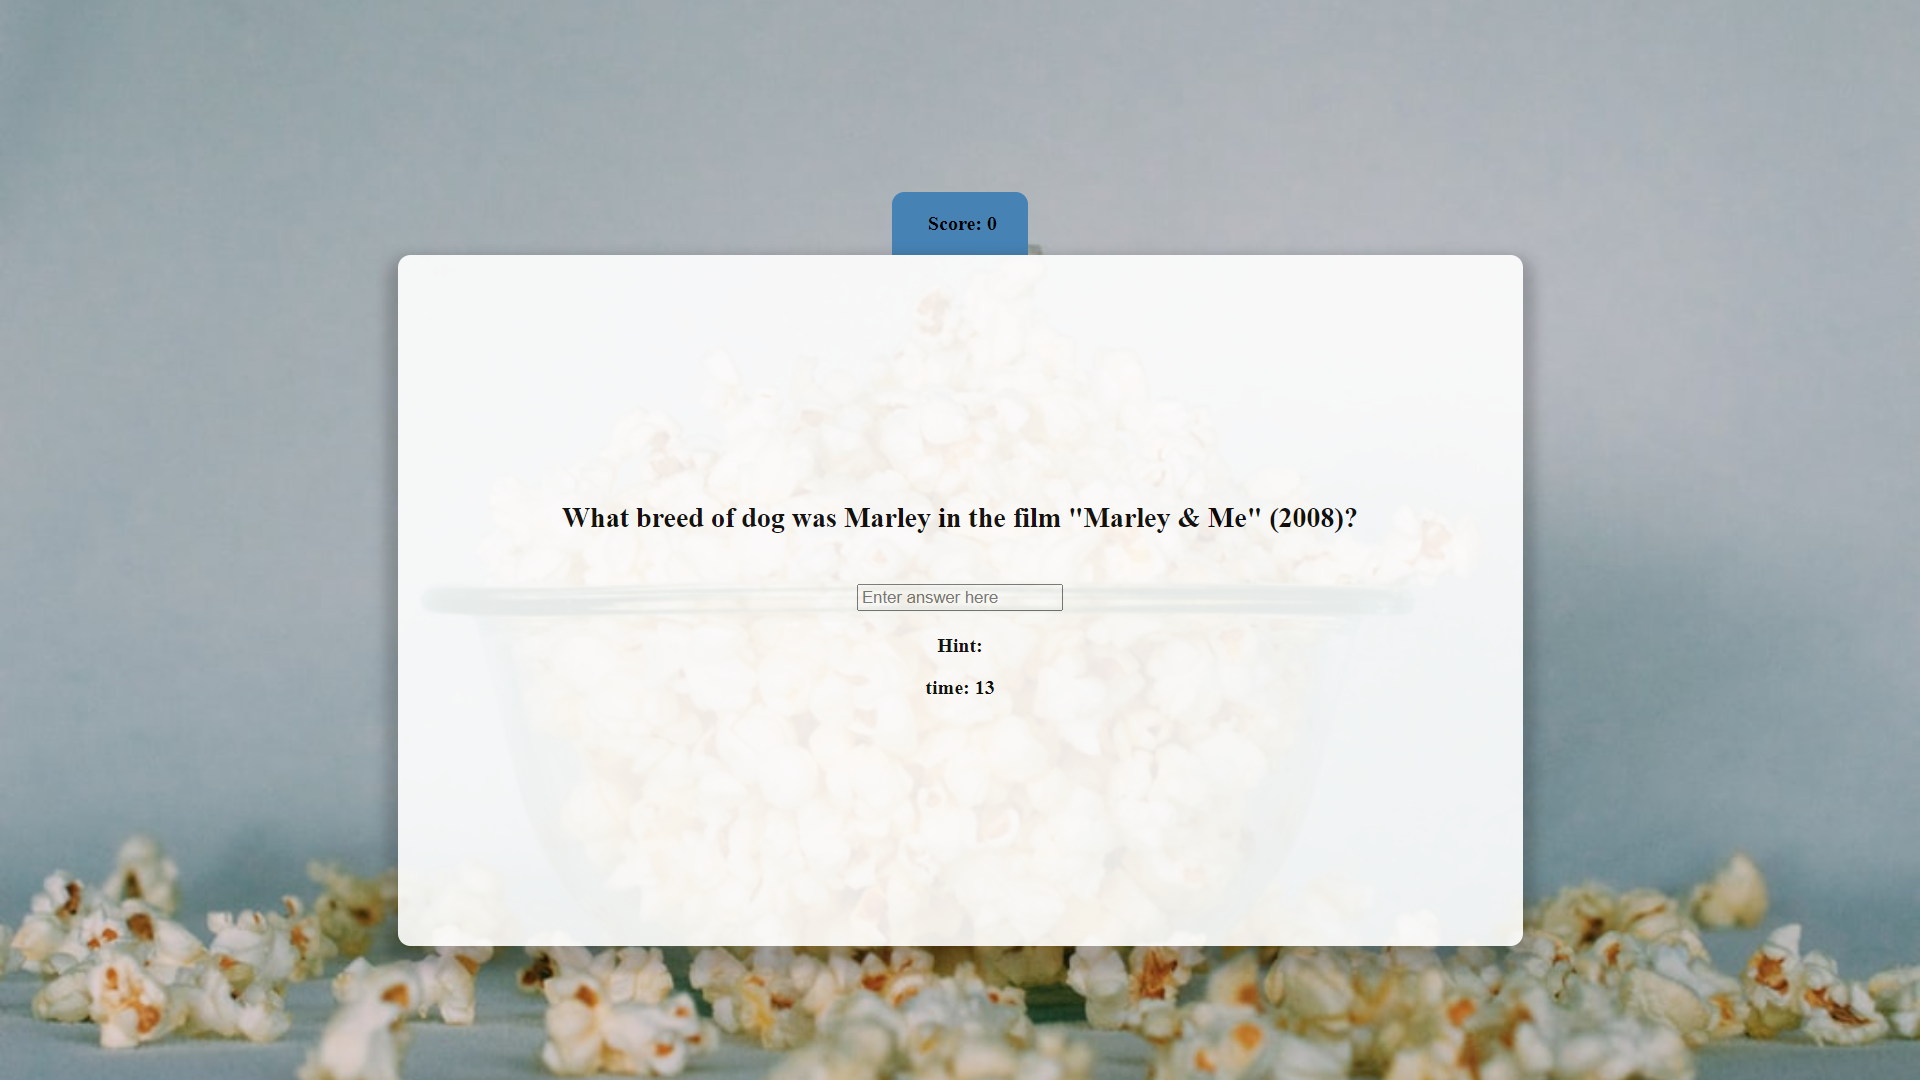 Score: 0
What breed of dog was Marley in the film "Marley & Me" (2008)?
Enter answer here
Hint:
time: 13